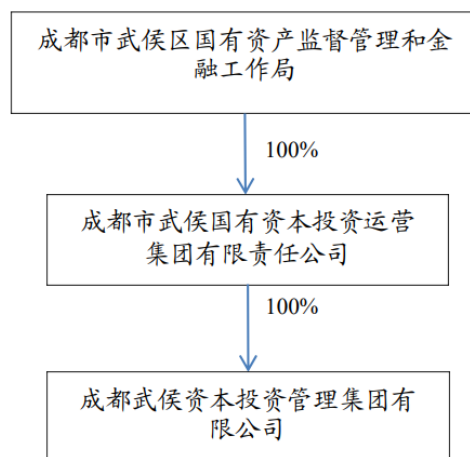 成都市武侯区国有资产监督管理和金
融工作局
100%
成都市武侯国有资本投资运营
集团有限责任公司
100%
成都武侯资本投资管理集团有
限公司